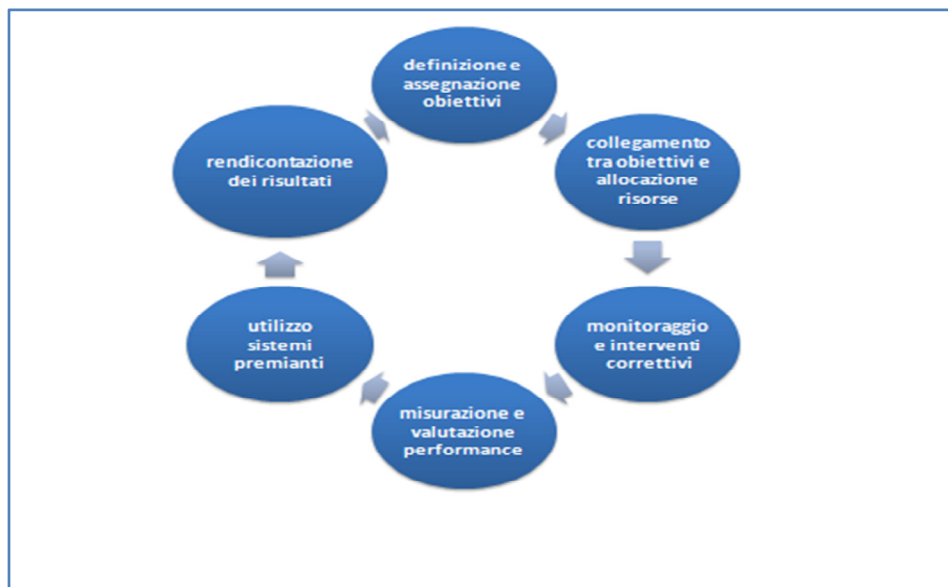 definizione e
assegnazione
obiettivi
collegamento
tra obiettivi e
allocazione
risorse
monitoraggio
e interventi
correttivi
misurazione e
valutazione
performance
utilizzo
sistemi
premianti
rendicontazione
dei risultati